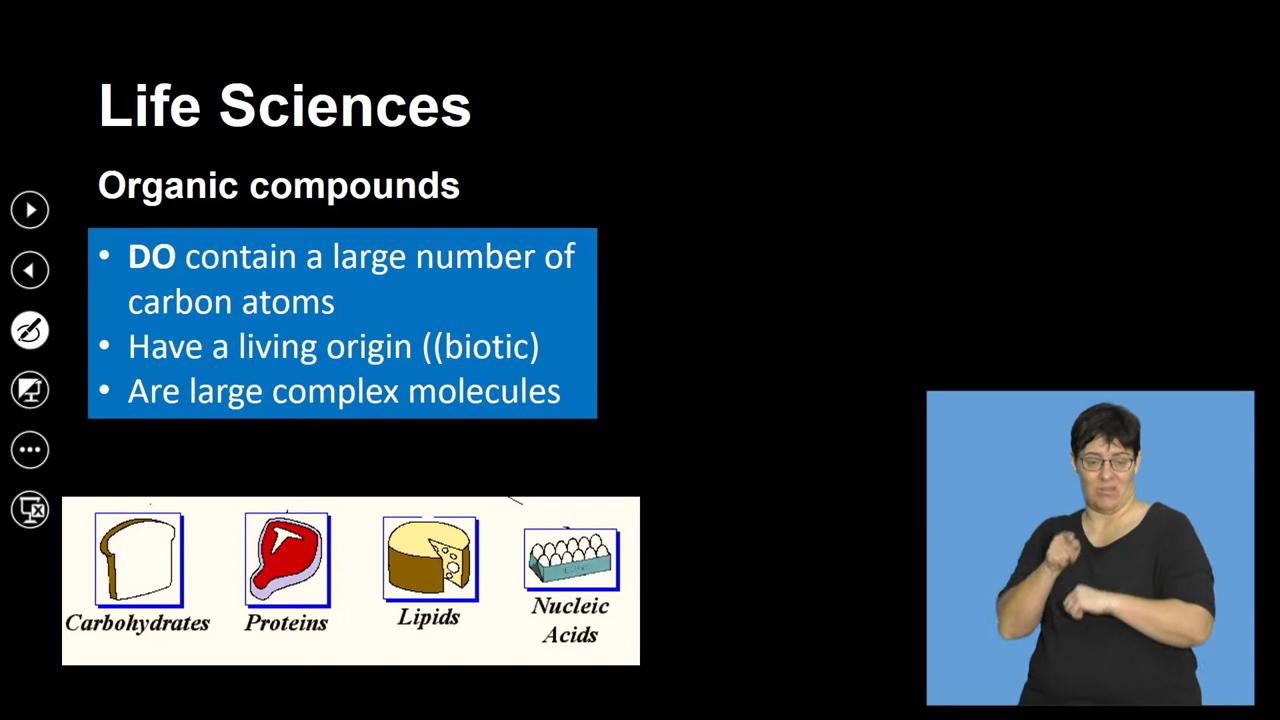 Life Sciences
Organic compounds
• DO contain a large number of
carbon atoms
• Have a living origin ((biotic)
• Are large complex molecules
Carbohydrates
Proteins
Lipids
Nucleic
Acids